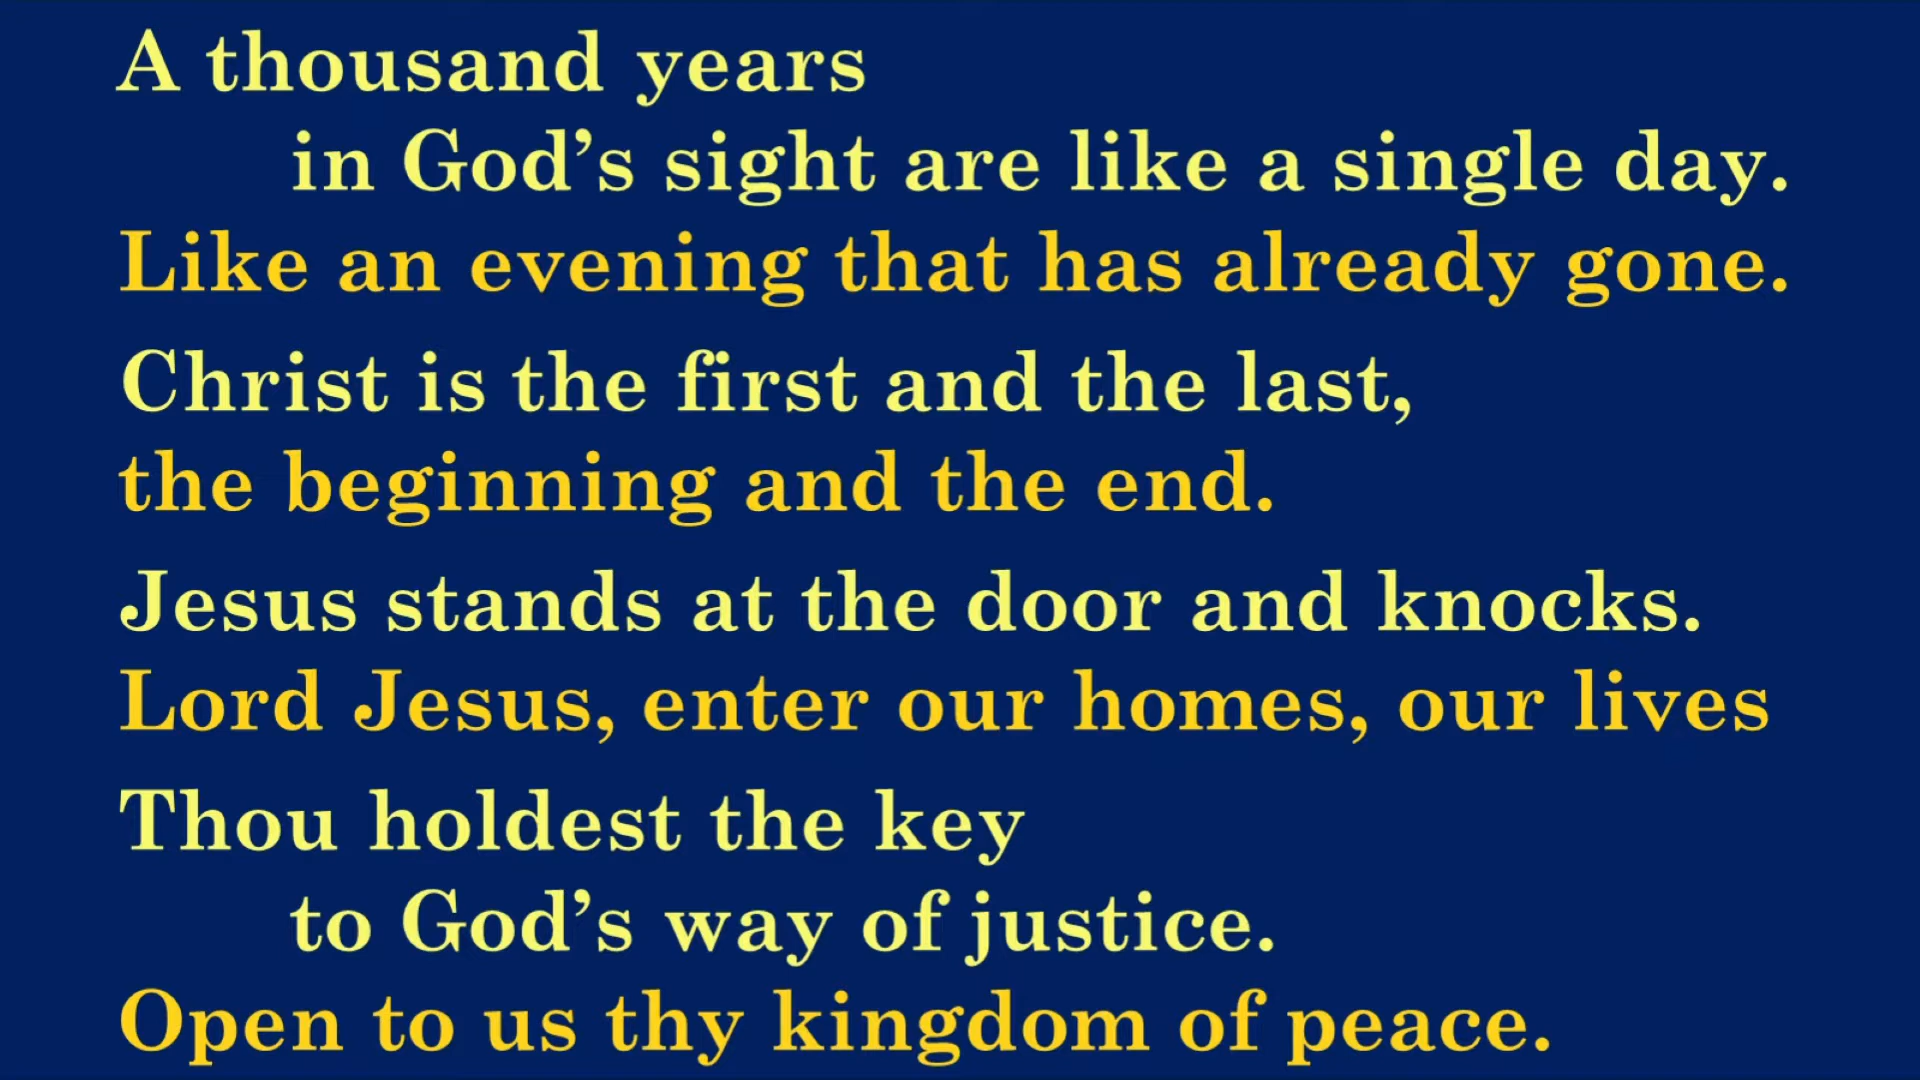 A thousand years
in God’s sight are like a single day.
Like an evening that has already gone.
Christ is the first and the last,
the beginning and the end.
Jesus stands at the door and knocks.
Lord Jesus, enter our homes, our lives
Thou holdest the key
to God’s way of justice.
Open to us thy kingdom of peace.